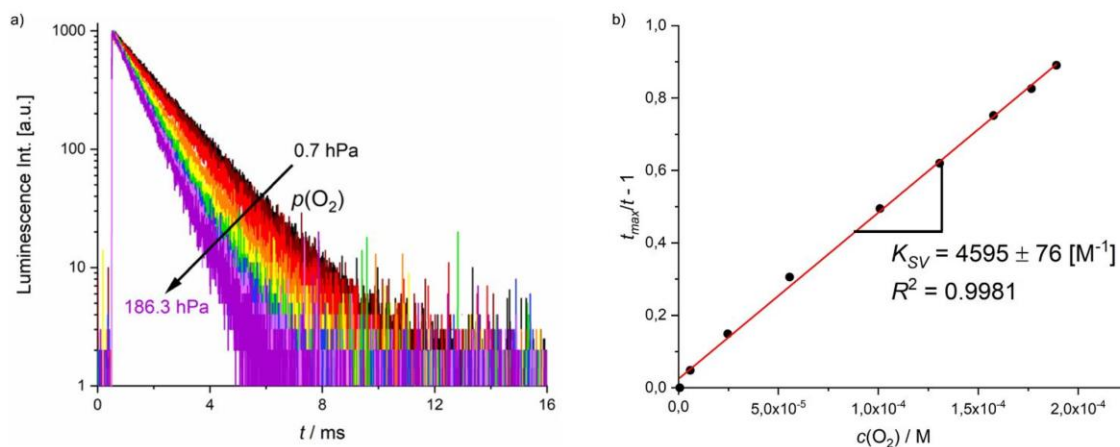 a)
1000
100
10
1
Luminescence Int. [a.u.]
0.7 hPa
p(O₂)
186.3 hPa
0 4 8 12 16
t / ms
b)
1,0
0,8
0,6
0,4
0,2
0,0
t_max/t - 1
K_SV = 4595 ± 76 [M⁻¹]
R² = 0.9981
0,0 5,0x10⁻⁵ 1,0x10⁻⁴ 1,5x10⁻⁴ 2,0x10⁻⁴
c(O₂) / M